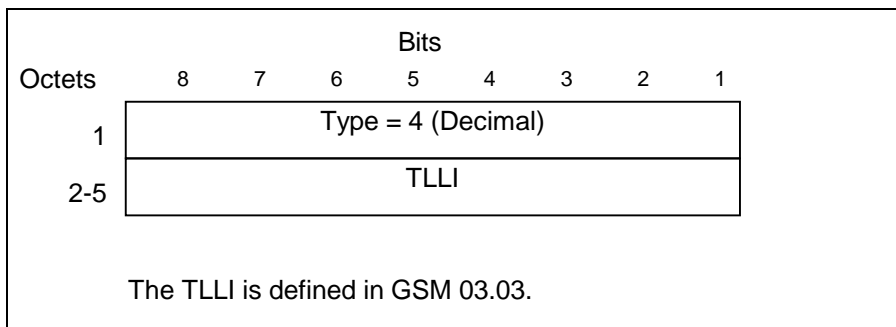 Bits
Octets 8 7 6 5 4 3 2 1
1 Type = 4 (Decimal)
2-5 TLLI
The TLLI is defined in GSM 03.03.